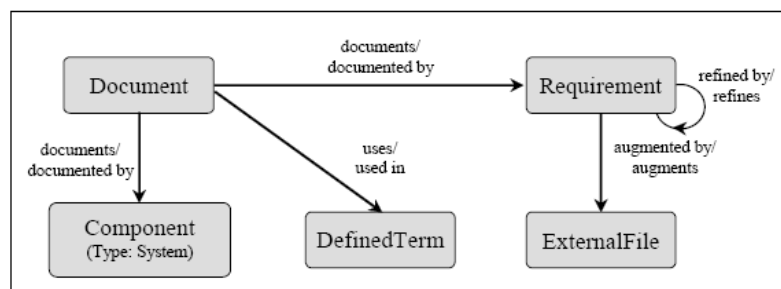 documents/
documented by
Document
Requirement
refined by/
refines
documents/
documented by
uses/
used in
augmented by/
augments
Component
(Type: System)
DefinedTerm
ExternalFile